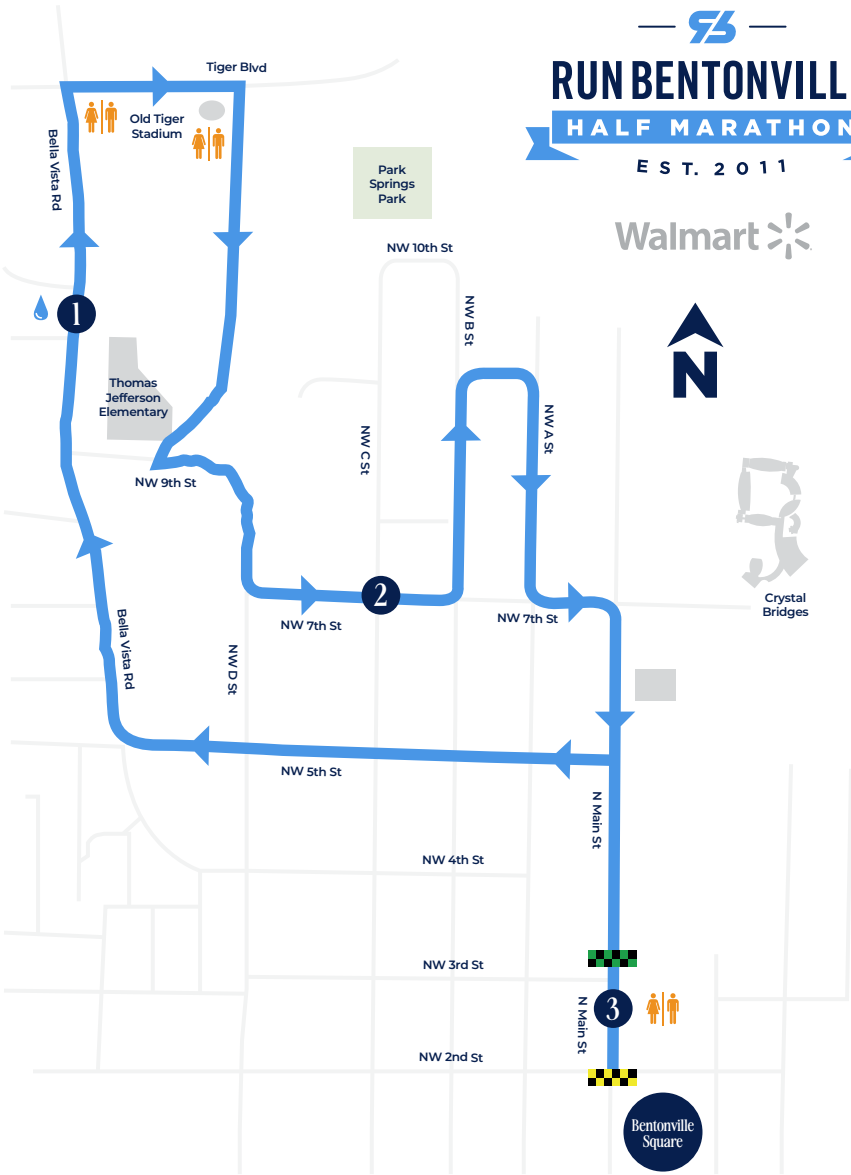 RUN BENTONVILL
HALF MARATHON
EST. 2011
Walmart
N
Tiger Blvd
Old Tiger
Stadium
Bella Vista Rd
Park
Springs
Park
NW 10th St
NW B St
1
Thomas
Jefferson
Elementary
NW A St
NW C St
NW 9th St
2
NW 7th St
NW 7th St
Crystal
Bridges
Bella Vista Rd
NW D St
NW 5th St
N Main St
NW 4th St
NW 3rd St
3
N Main St
NW 2nd St
Bentonville
Square